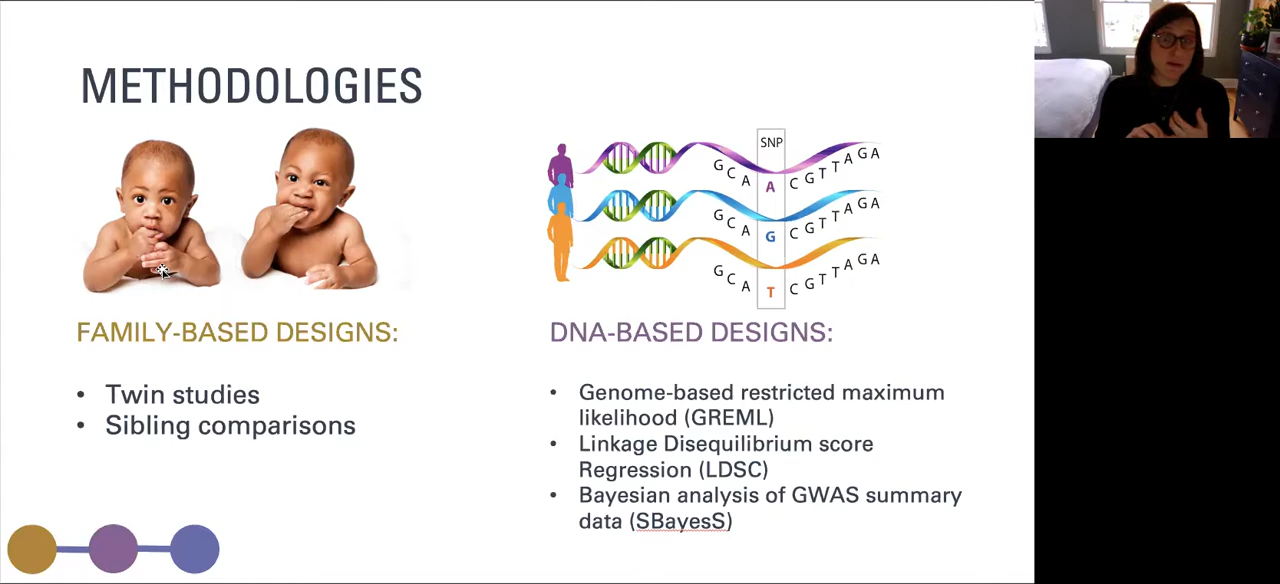 METHODOLOGIES
SNP
G C A A C G T T A G A
G C A G C G T T A G A
G C A T C G T T A G A
FAMILY-BASED DESIGNS:
• Twin studies
• Sibling comparisons
DNA-BASED DESIGNS:
• Genome-based restricted maximum
likelihood (GREML)
• Linkage Disequilibrium score
Regression (LDSC)
• Bayesian analysis of GWAS summary
data (SBayesS)